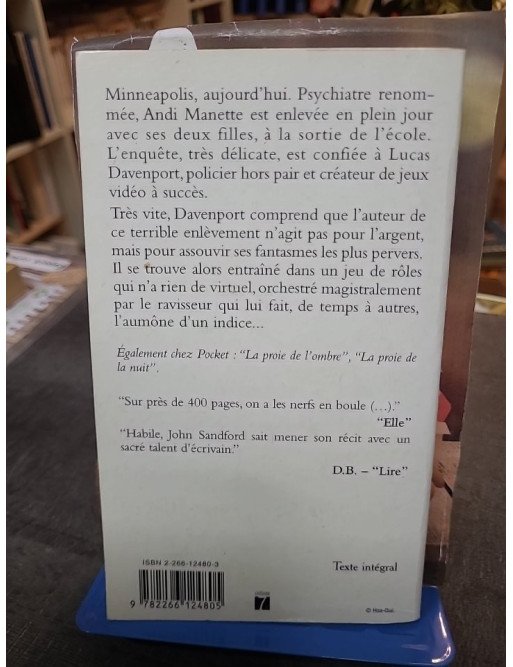 Minneapolis, aujourd'hui. Psychiatre renom-
mée, Andi Manette est enlevée en plein jour
avec ses deux filles, à la sortie de l'école.
L'enquête, très délicate, est confiée à Lucas
Davenport, policier hors pair et créateur de jeux
vidéo à succès.
Très vite, Davenport comprend que l'auteur de
ce terrible enlèvement n'agit pas pour l'argent,
mais pour assouvir ses fantasmes les plus pervers.
Il se trouve alors entraîné dans un jeu de rôles
qui n'a rien de virtuel, orchestré magistralement
par le ravisseur qui lui fait, de temps à autres,
l'aumône d'un indice...
Également chez Pocket : “La proie de l'ombre”, “La proie de
la nuit”.
“Sur près de 400 pages, on a les nerfs en boule (...).”
“Elle”
“Habile, John Sandford sait mener son récit avec un
sacré talent d'écrivain.”
D.B. – “Lire”
ISBN 2-266-12480-3
Texte intégral
9 782266 124805
7